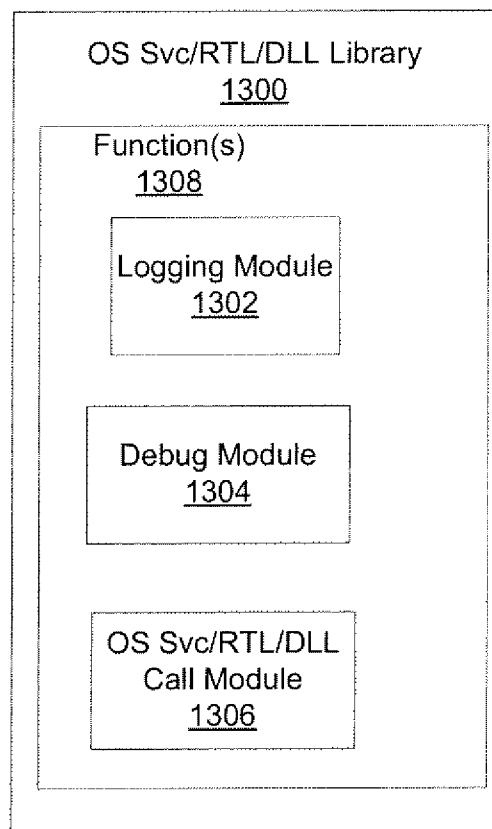 OS Svc/RTL/DLL Library
1300
Function(s)
1308
Logging Module
1302
Debug Module
1304
OS Svc/RTL/DLL
Call Module
1306